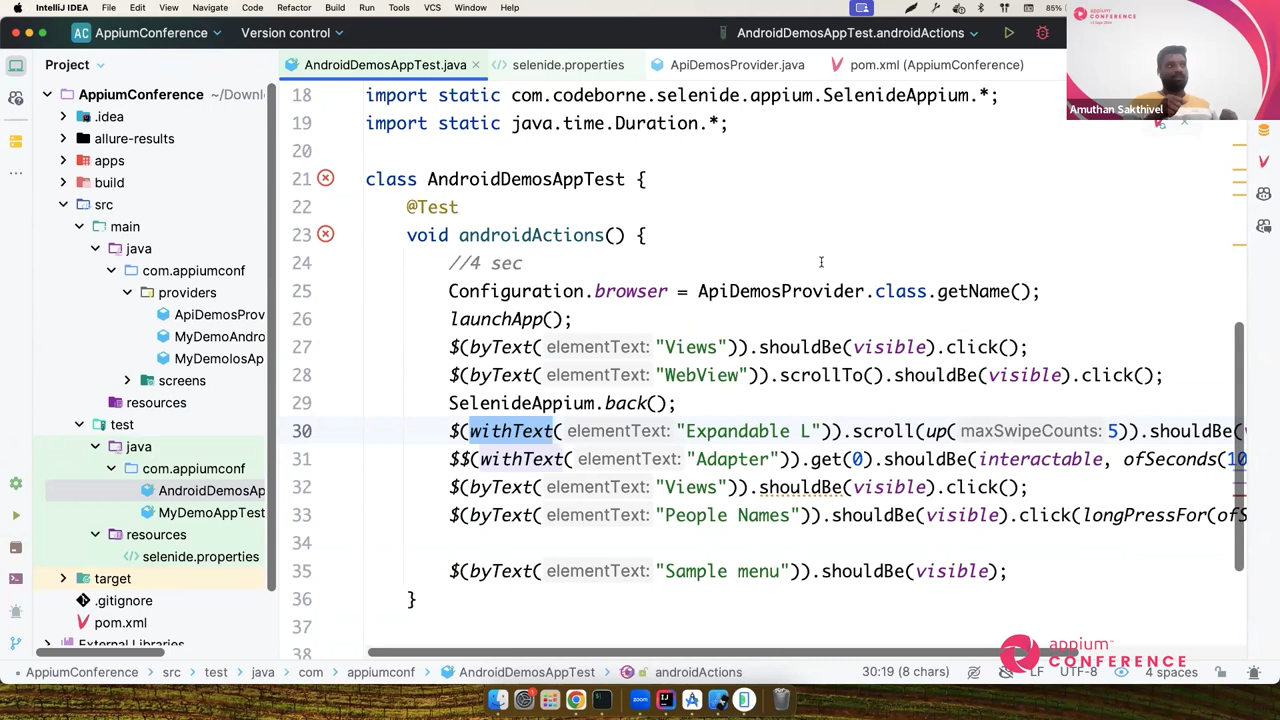 IntelliJ IDEA File Edit View Navigate Code Refactor Build Run Tools VCS Window Help 85%
AC AppiumConference Version control AndroidDemosAppTest.androidActions
appium CONFERENCE
Amuthan Sakthivel
Project
AndroidDemosAppTest.java selenide.properties ApiDemosProvider.java pom.xml (AppiumConference)
AppiumConference ~/Downl
.idea
allure-results
apps
build
src
main
java
com.appiumconf
providers
ApiDemosProv
MyDemoAndro
MyDemoIosAp
screens
resources
test
java
com.appiumconf
AndroidDemosAp
MyDemoAppTest
resources
selenide.properties
target
.gitignore
pom.xml
External Libraries
18 import static com.codeborne.selenide.appium.SelenideAppium.*;
19 import static java.time.Duration.*;
20
21 class AndroidDemosAppTest {
22 @Test
23 void androidActions() {
24 //4 sec
25 Configuration.browser = ApiDemosProvider.class.getName();
26 launchApp();
27 $(byText( elementText: "Views")).shouldBe(visible).click();
28 $(byText( elementText: "WebView")).scrollTo().shouldBe(visible).click();
29 SelenideAppium.back();
30 $(withText( elementText: "Expandable L")).scroll(up( maxSwipeCounts: 5)).shouldBe(v
31 $$(withText( elementText: "Adapter")).get(0).shouldBe(interactable, ofSeconds(10
32 $(byText( elementText: "Views")).shouldBe(visible).click();
33 $(byText( elementText: "People Names")).shouldBe(visible).click(longPressFor(ofS
34
35 $(byText( elementText: "Sample menu")).shouldBe(visible);
36 }
37
38
appium CONFERENCE
AppiumConference src test java com appiumconf AndroidDemosAppTest androidActions 30:19 (8 chars) LF UTF-8 4 spaces
zoom